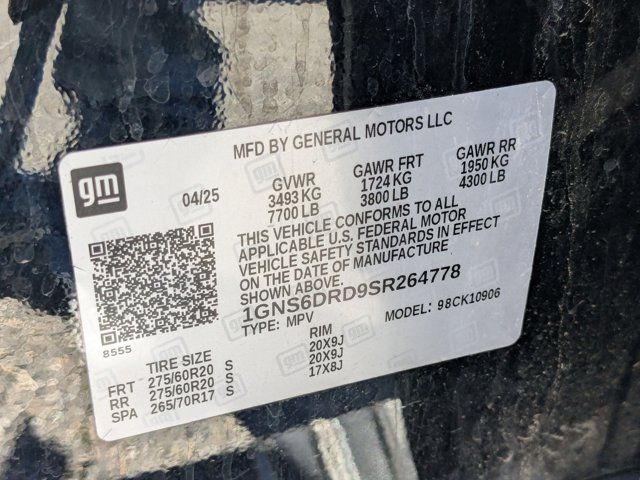 MFD BY GENERAL MOTORS LLC
gm
04/25
GVWR GAWR FRT GAWR RR
3493 KG 1724 KG 1950 KG
7700 LB 3800 LB 4300 LB
THIS VEHICLE CONFORMS TO ALL
APPLICABLE U.S. FEDERAL MOTOR
VEHICLE SAFETY STANDARDS IN EFFECT
ON THE DATE OF MANUFACTURE
SHOWN ABOVE.
1GNS6DRD9SR264778
TYPE: MPV MODEL: 98CK10906
8555
TIRE SIZE RIM
FRT 275/60R20 S 20X9J
RR 275/60R20 S 20X9J
SPA 265/70R17 S 17X8J